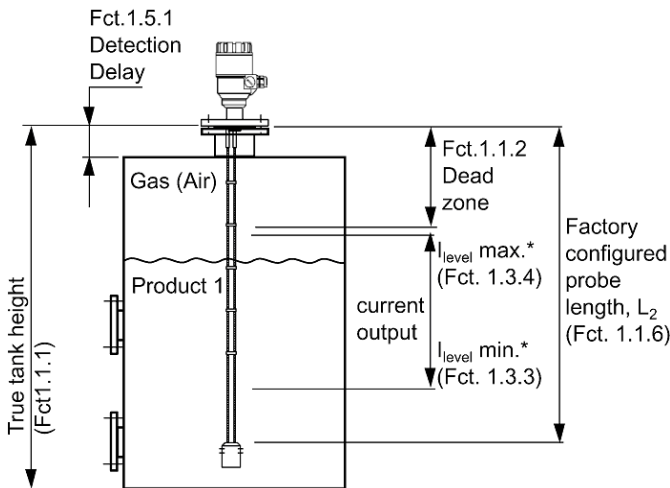 Fct.1.5.1
Detection
Delay
Gas (Air)
Fct.1.1.2
Dead
zone
Product 1
I level max.*
(Fct. 1.3.4)
current
output
I level min.*
(Fct. 1.3.3)
Factory
configured
probe
length, L2
(Fct. 1.1.6)
True tank height
(Fct1.1.1)